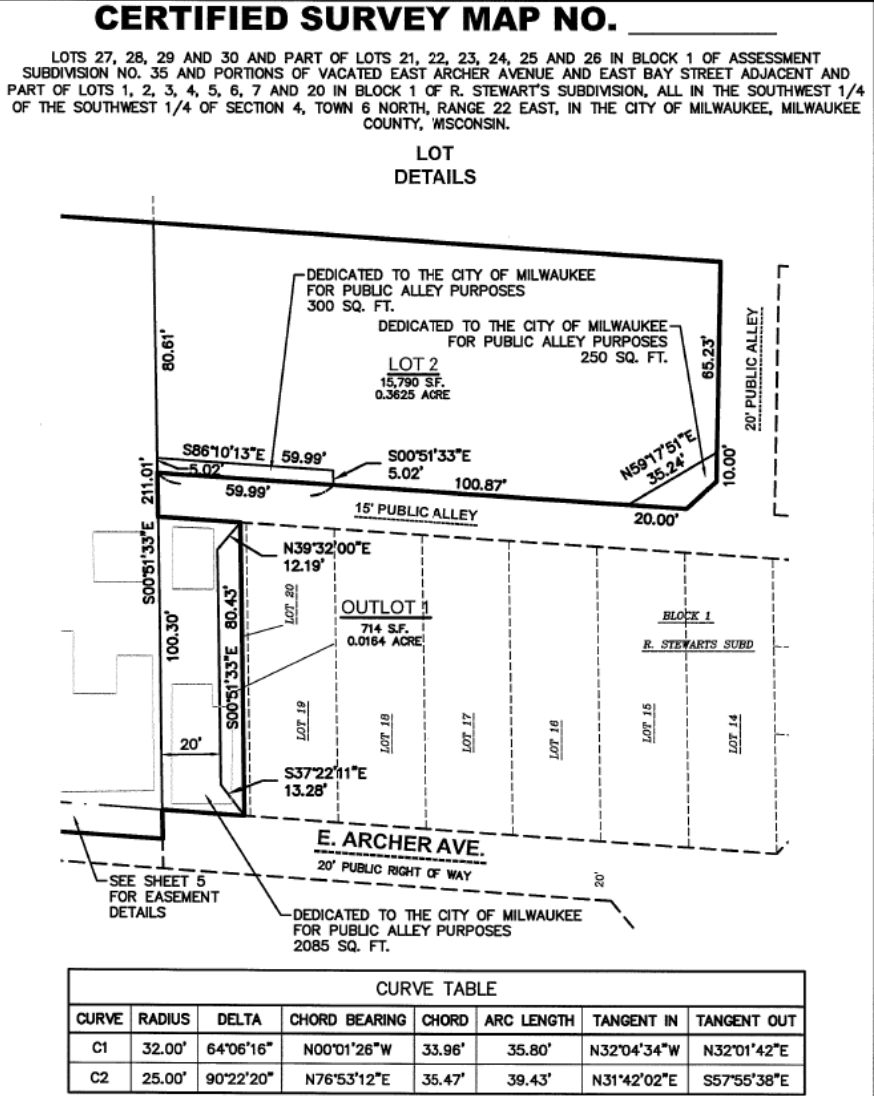 CERTIFIED SURVEY MAP NO.
LOTS 27, 28, 29 AND 30 AND PART OF LOTS 21, 22, 23, 24, 25 AND 26 IN BLOCK 1 OF ASSESSMENT
SUBDIVISION NO. 35 AND PORTIONS OF VACATED EAST ARCHER AVENUE AND EAST BAY STREET ADJACENT AND
PART OF LOTS 1, 2, 3, 4, 5, 6, 7 AND 20 IN BLOCK 1 OF R. STEWART'S SUBDIVISION, ALL IN THE SOUTHWEST 1/4
OF THE SOUTHWEST 1/4 OF SECTION 4, TOWN 6 NORTH, RANGE 22 EAST, IN THE CITY OF MILWAUKEE, MILWAUKEE
COUNTY, WISCONSIN.
LOT
DETAILS
DEDICATED TO THE CITY OF MILWAUKEE
FOR PUBLIC ALLEY PURPOSES
300 SQ. FT.
DEDICATED TO THE CITY OF MILWAUKEE
FOR PUBLIC ALLEY PURPOSES
250 SQ. FT.
80.61'
LOT 2
15,790 S.F.
0.3625 ACRE
65.23'
20' PUBLIC ALLEY
S86°10'13"E 59.99'
5.02'
S00°51'33"E
5.02'
N59°17'51"E
35.24'
10.00'
211.01'
59.99'
100.87'
20.00'
15' PUBLIC ALLEY
S00°51'33"E
100.30'
N39°32'00"E
12.19'
S00°51'33"E 80.43'
LOT 20
OUTLOT 1
714 S.F.
0.0164 ACRE
BLOCK 1
R. STEWARTS SUBD
LOT 19
LOT 18
LOT 17
LOT 16
LOT 15
LOT 14
20'
S37°22'11"E
13.28'
E. ARCHER AVE.
20' PUBLIC RIGHT OF WAY
20'
SEE SHEET 5
FOR EASEMENT
DETAILS
DEDICATED TO THE CITY OF MILWAUKEE
FOR PUBLIC ALLEY PURPOSES
2085 SQ. FT.
CURVE TABLE
CURVE RADIUS DELTA CHORD BEARING CHORD ARC LENGTH TANGENT IN TANGENT OUT
C1 32.00' 64°06'16" N00°01'26"W 33.96' 35.80' N32°04'34"W N32°01'42"E
C2 25.00' 90°22'20" N76°53'12"E 35.47' 39.43' N31°42'02"E S57°55'38"E